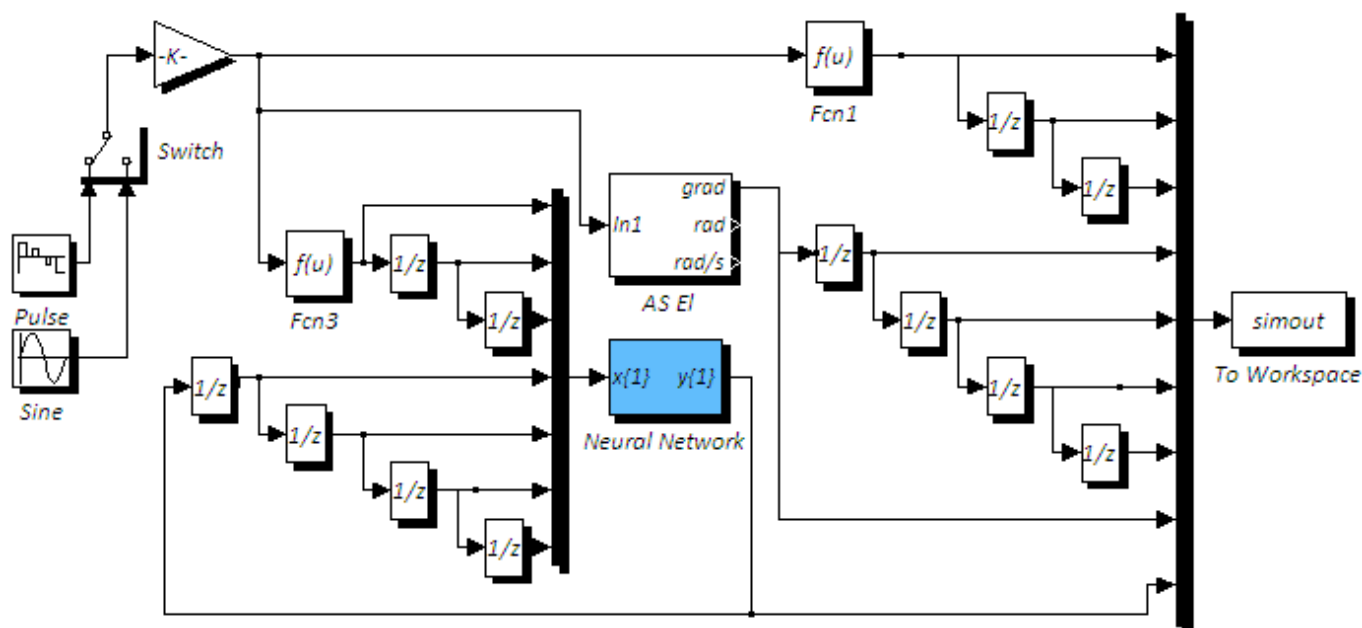 -K-
f(u)
Fcn1
1/z
1/z
Switch
grad
In1
rad
rad/s
AS El
f(u)
Fcn3
1/z
1/z
1/z
1/z
1/z
1/z
Pulse
Sine
1/z
1/z
1/z
1/z
x{1}
y{1}
Neural Network
simout
To Workspace